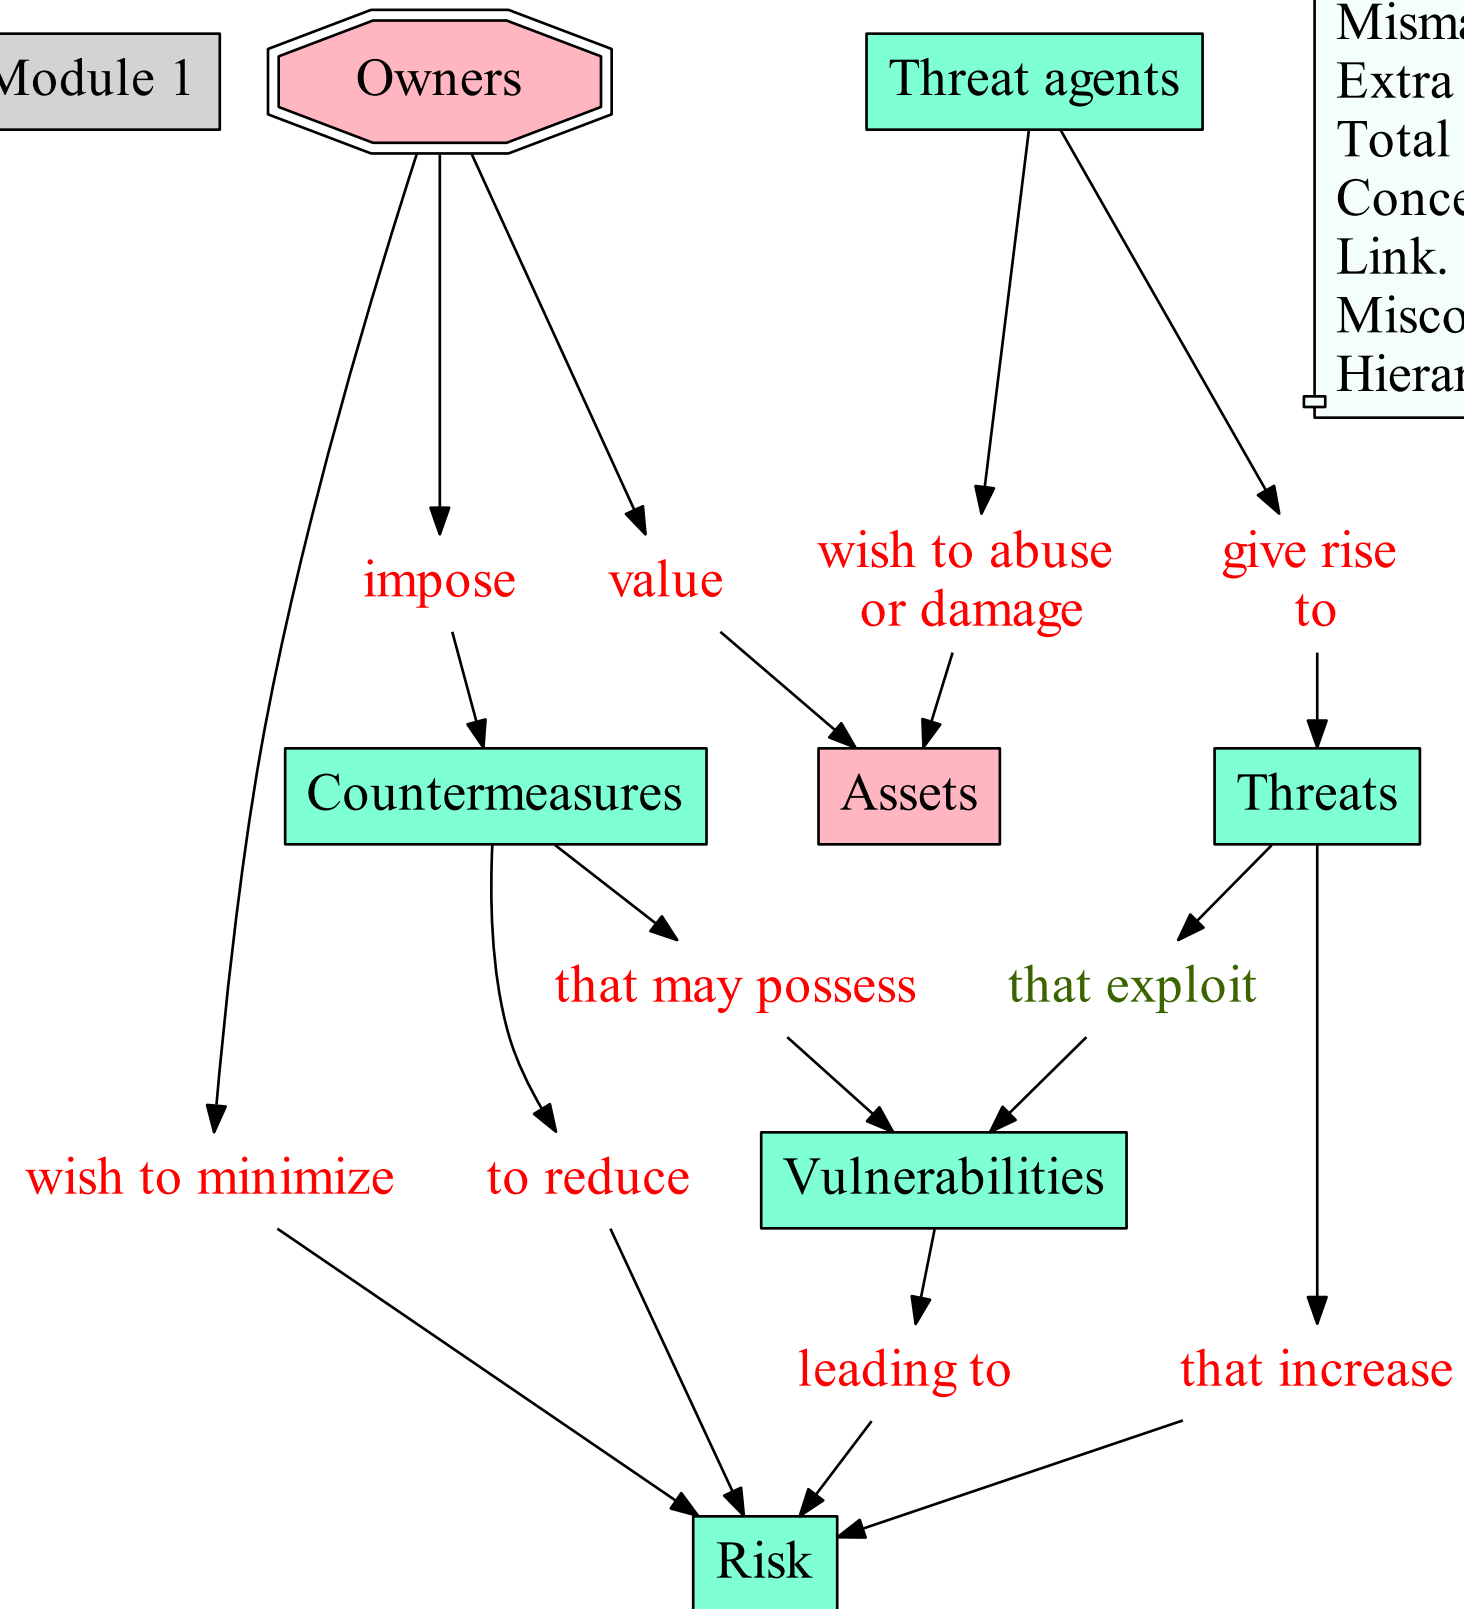 Module 1
Owners
Threat agents
Extra
Total
Link.
impose
value
wish to abuse
or damage
give rise
to
Countermeasures
Assets
Threats
that may possess
that exploit
wish to minimize
to reduce
Vulnerabilities
leading to
that increase
Risk